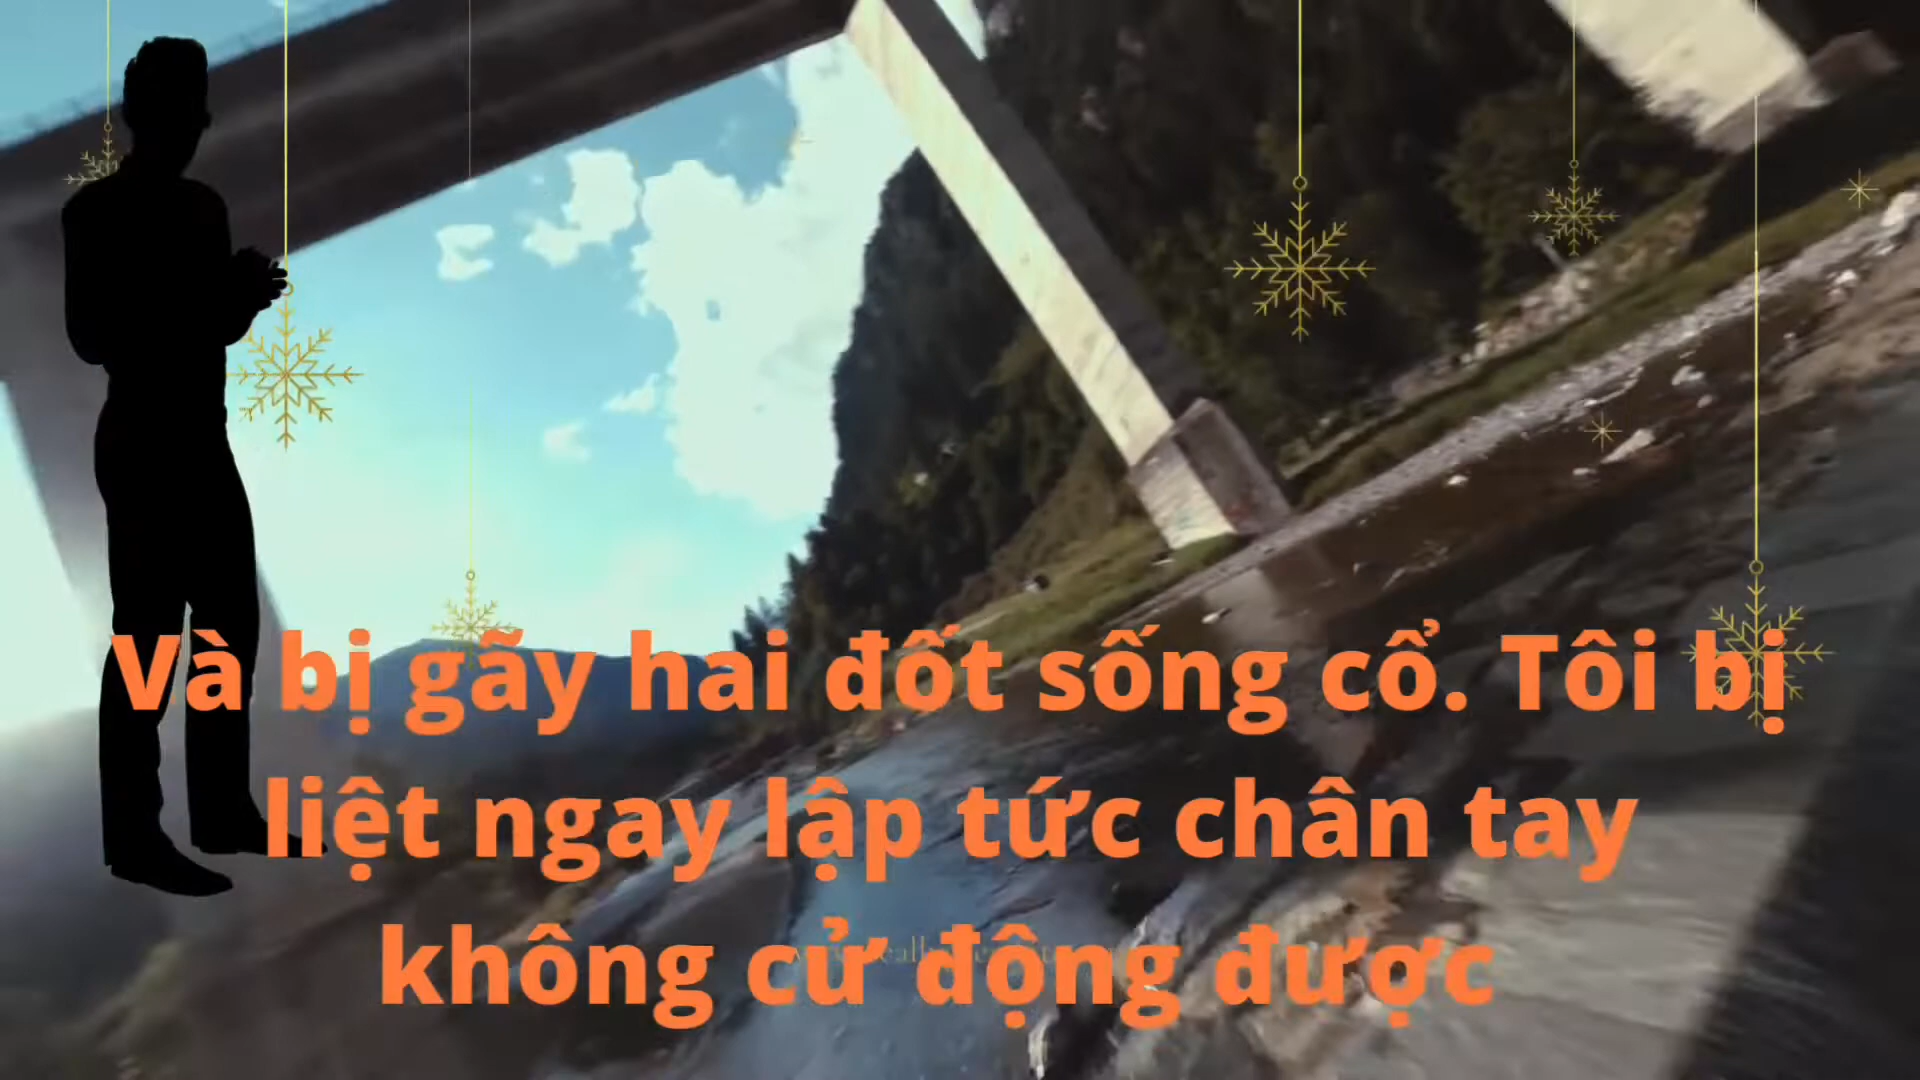 Và bị gãy hai đốt sống cổ. Tôi bị
liệt ngay lập tức chân tay
không cử động được